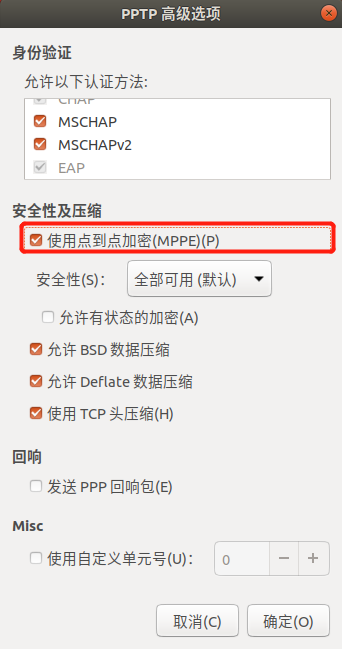 PPTP 高级选项
身份验证
允许以下认证方法:
CHAP
MSCHAP
MSCHAPv2
EAP
安全性及压缩
使用点到点加密(MPPE)(P)
安全性(S)： 全部可用 (默认)
允许有状态的加密(A)
允许 BSD 数据压缩
允许 Deflate 数据压缩
使用 TCP 头压缩(H)
回响
发送 PPP 回响包(E)
Misc
使用自定义单元号(U)： 0 − +
取消(C) 确定(O)